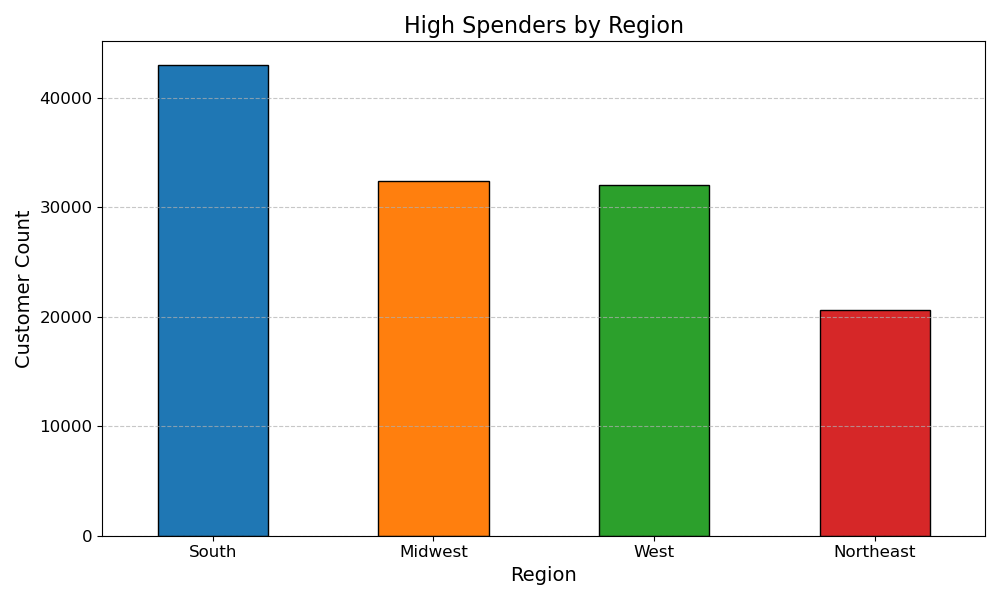 High Spenders by Region
Customer Count
40000
30000
20000
10000
0
South Midwest West Northeast
Region